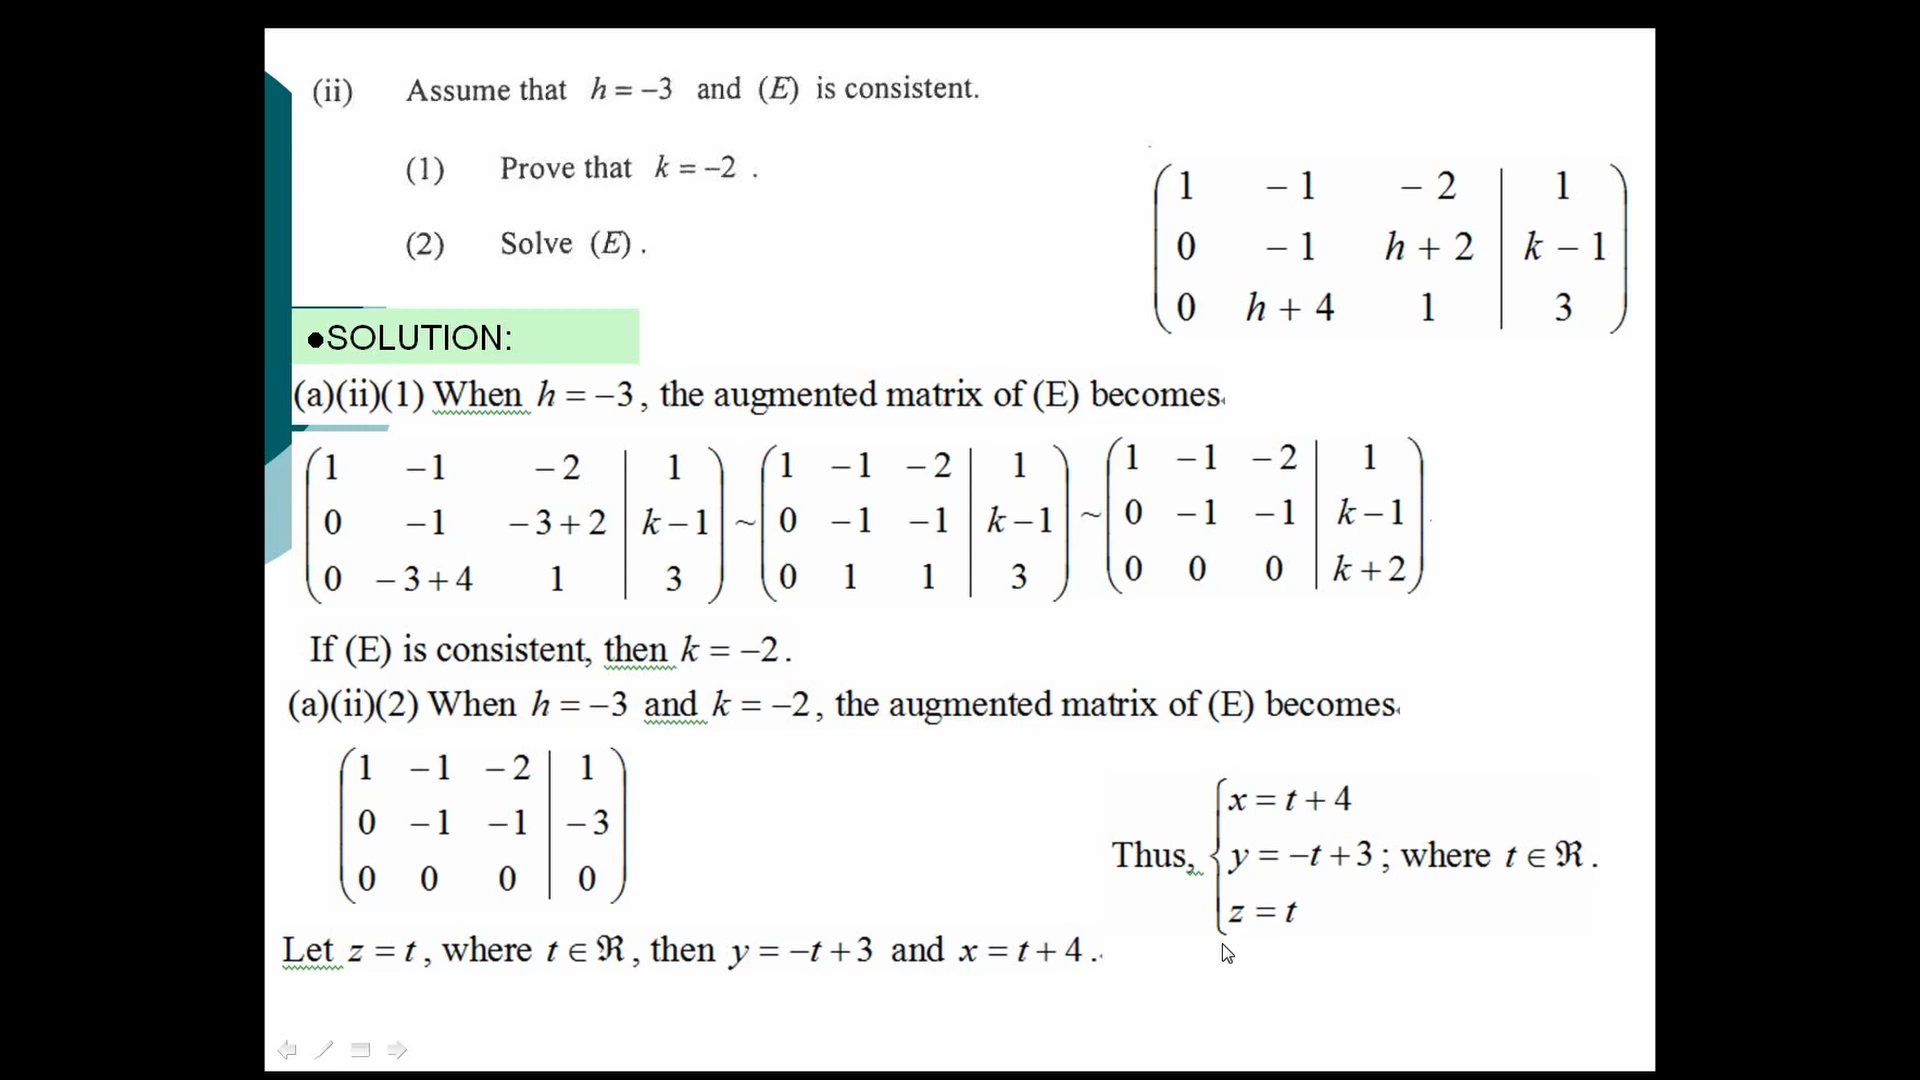 (ii) Assume that h = −3 and (E) is consistent.
(1) Prove that k = −2 .
(2) Solve (E) .
1 −1 −2 | 1
0 −1 h + 2 | k − 1
0 h + 4 1 | 3
●SOLUTION:
(a)(ii)(1) When h = −3, the augmented matrix of (E) becomes
( 1 −1 −2 | 1 ) ~ ( 1 −1 −2 | 1 ) ~ ( 1 −1 −2 | 1 )
( 0 −1 −3+2 | k−1 ) ~ ( 0 −1 −1 | k−1 ) ~ ( 0 −1 −1 | k−1 )
( 0 −3+4 1 | 3 ) ~ ( 0 1 1 | 3 ) ~ ( 0 0 0 | k+2 )
If (E) is consistent, then k = −2.
(a)(ii)(2) When h = −3 and k = −2, the augmented matrix of (E) becomes
1 −1 −2 | 1
0 −1 −1 | −3
0 0 0 | 0
x = t + 4
Thus, { y = −t + 3 ; where t ∈ ℜ .
z = t
Let z = t, where t ∈ ℜ, then y = −t + 3 and x = t + 4 .